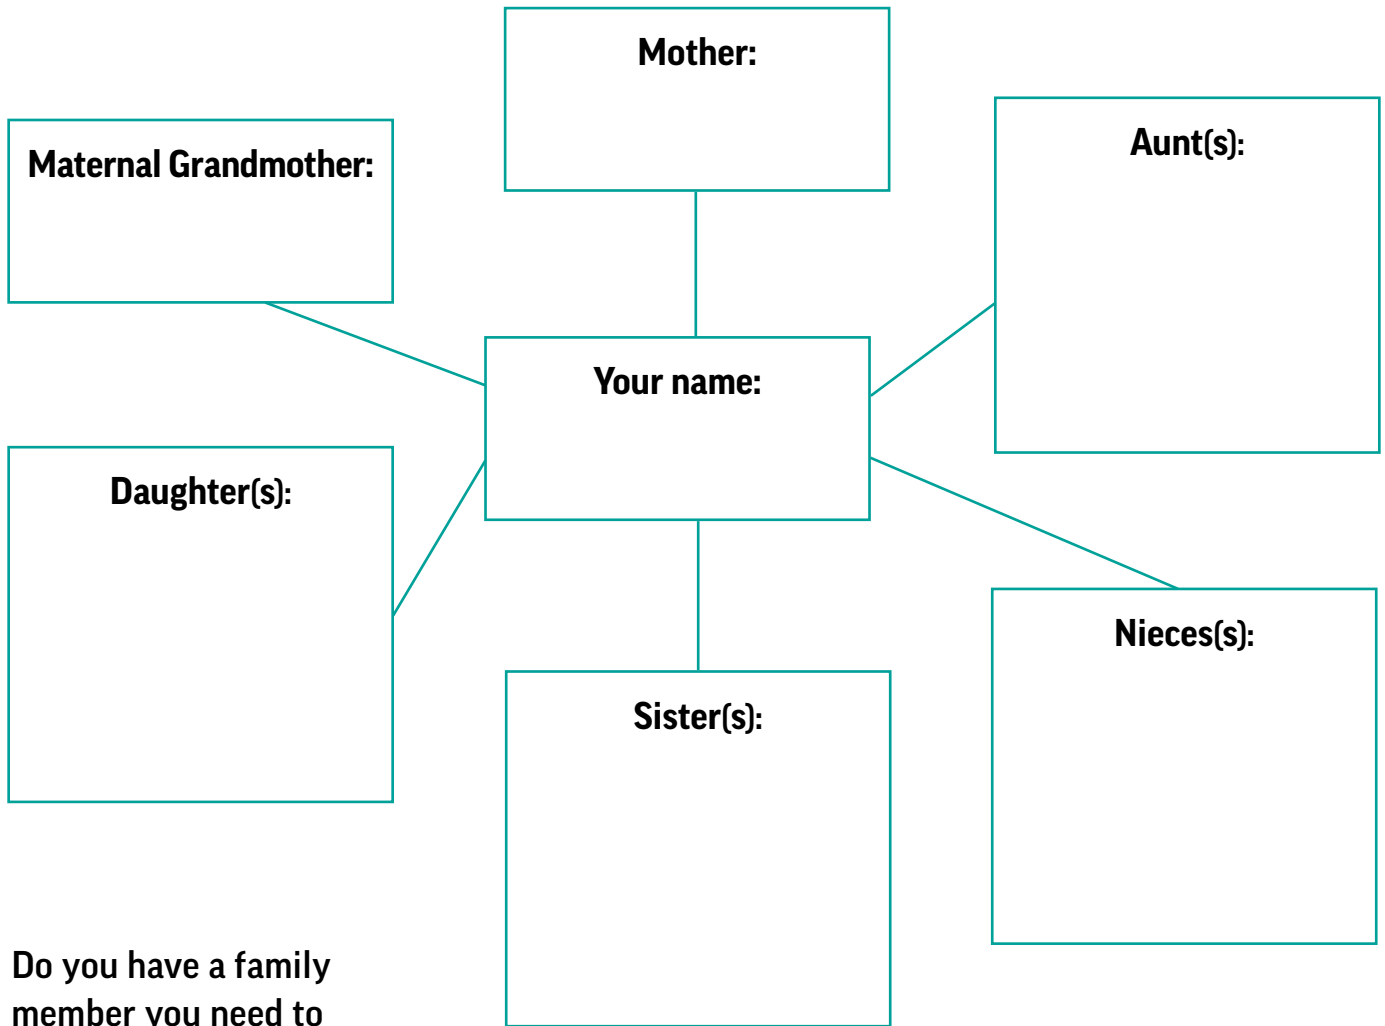 Mother:
Maternal Grandmother:
Aunt(s):
Your name:
Daughter(s):
Nieces(s):
Sister(s):
Do you have a family
member you need to